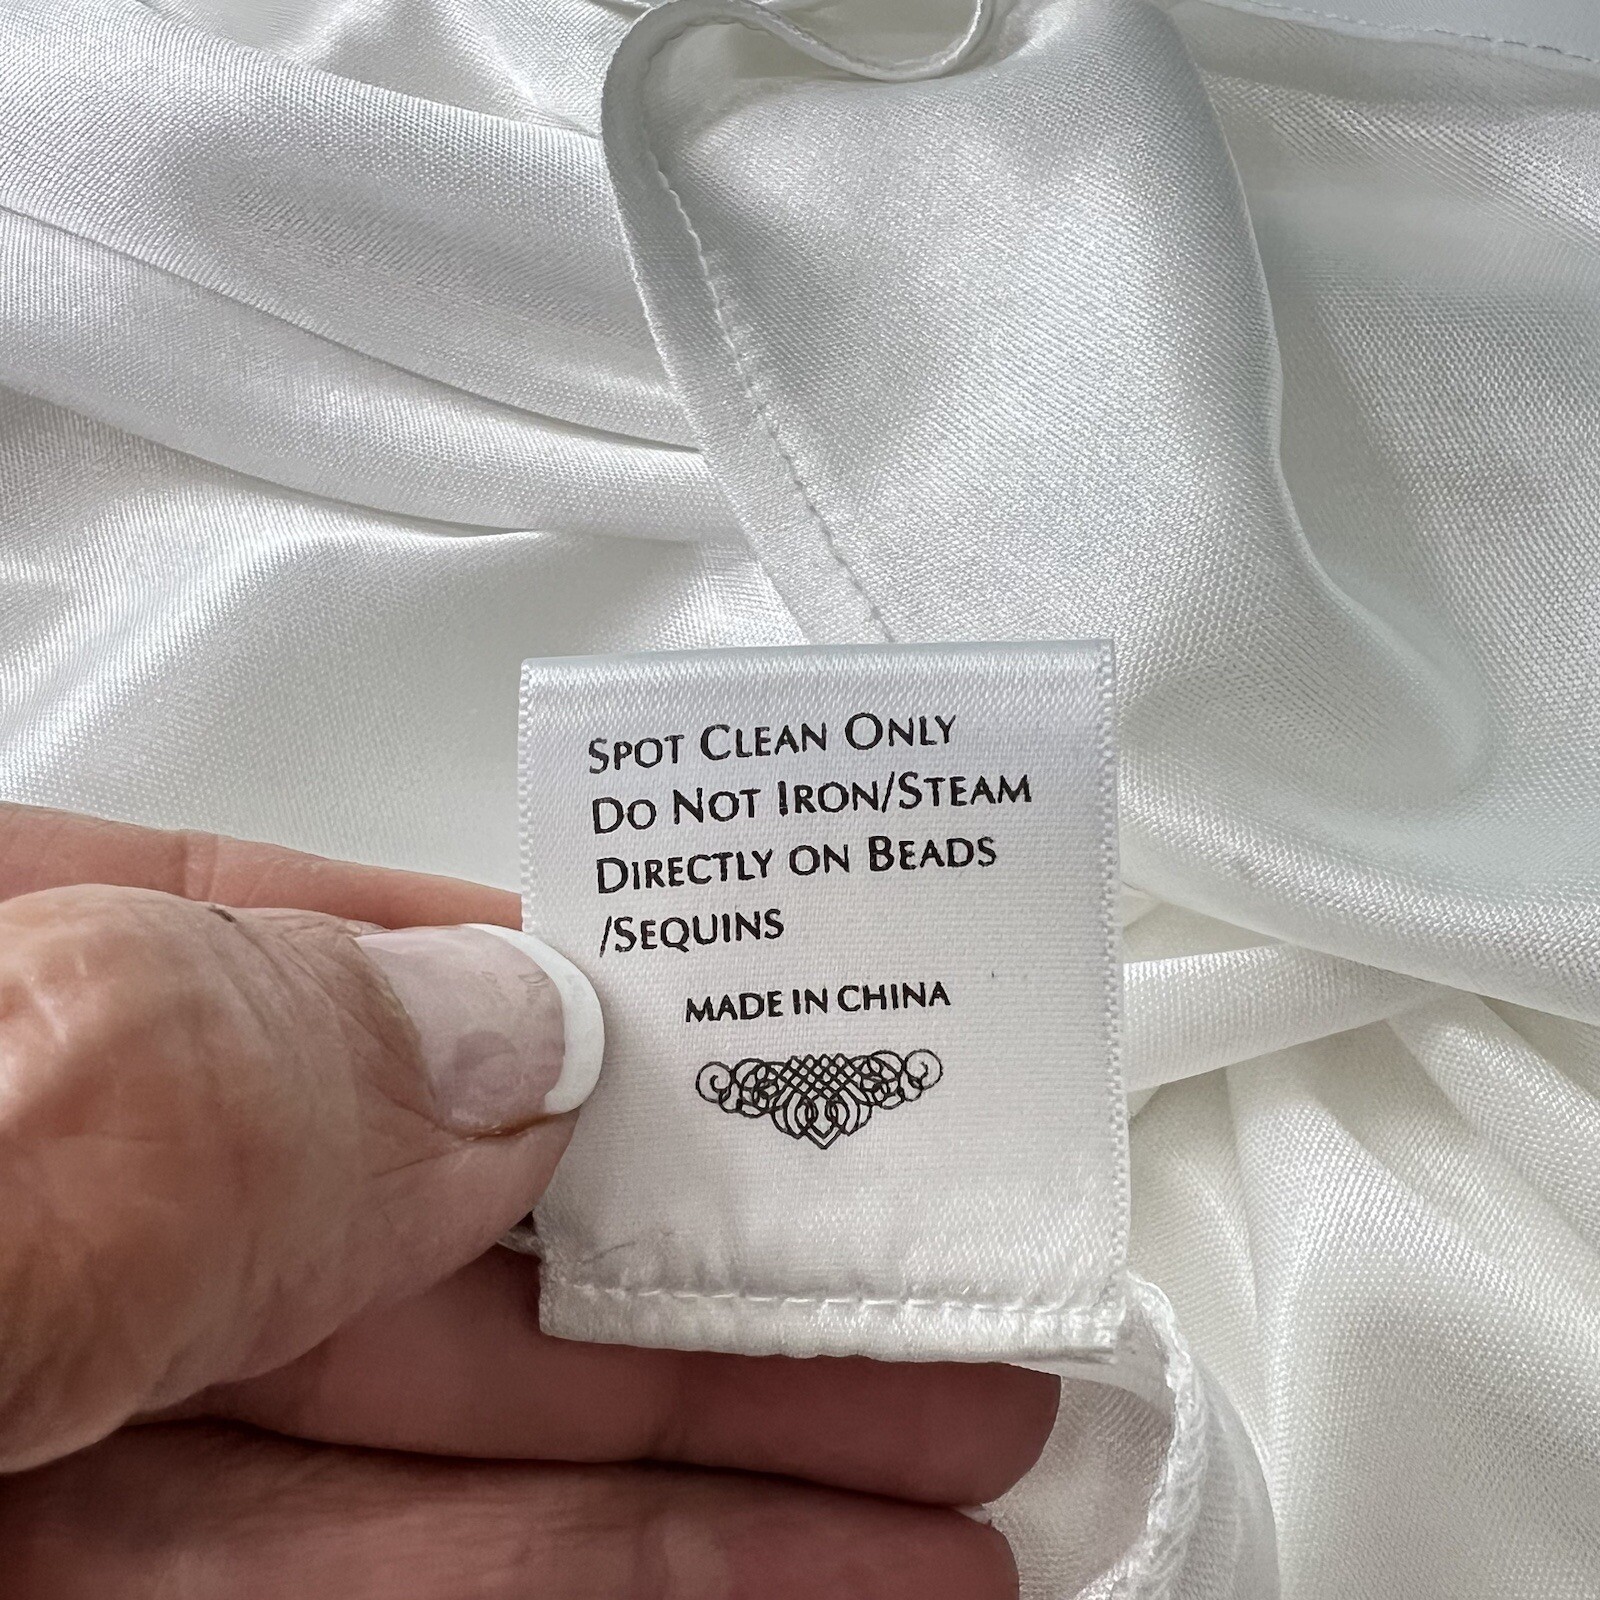 Spot Clean Only
Do Not Iron/Steam
Directly on Beads
/Sequins
MADE IN CHINA